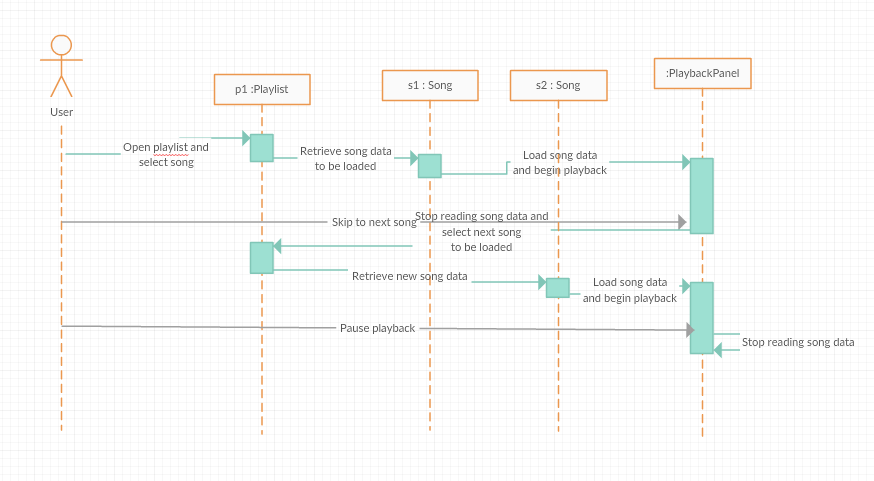 User
p1 :Playlist
s1 : Song
s2 : Song
:PlaybackPanel
Open playlist and
select song
Retrieve song data
to be loaded
Load song data
and begin playback
Skip to next song
Stop reading song data and
select next song
to be loaded
Retrieve new song data
Load song data
and begin playback
Pause playback
Stop reading song data